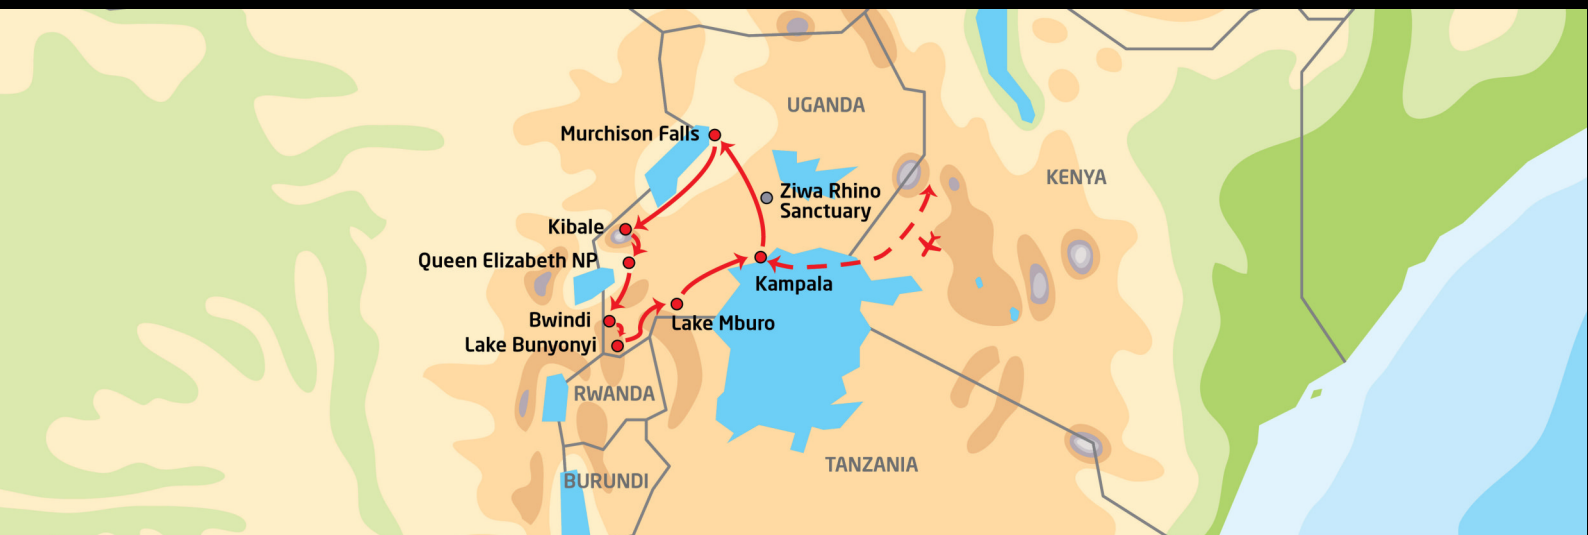 UGANDA
Murchison Falls
KENYA
Ziwa Rhino
Sanctuary
Kibale
Queen Elizabeth NP
Kampala
Bwindi
Lake Mburo
Lake Bunyonyi
RWANDA
TANZANIA
BURUNDI